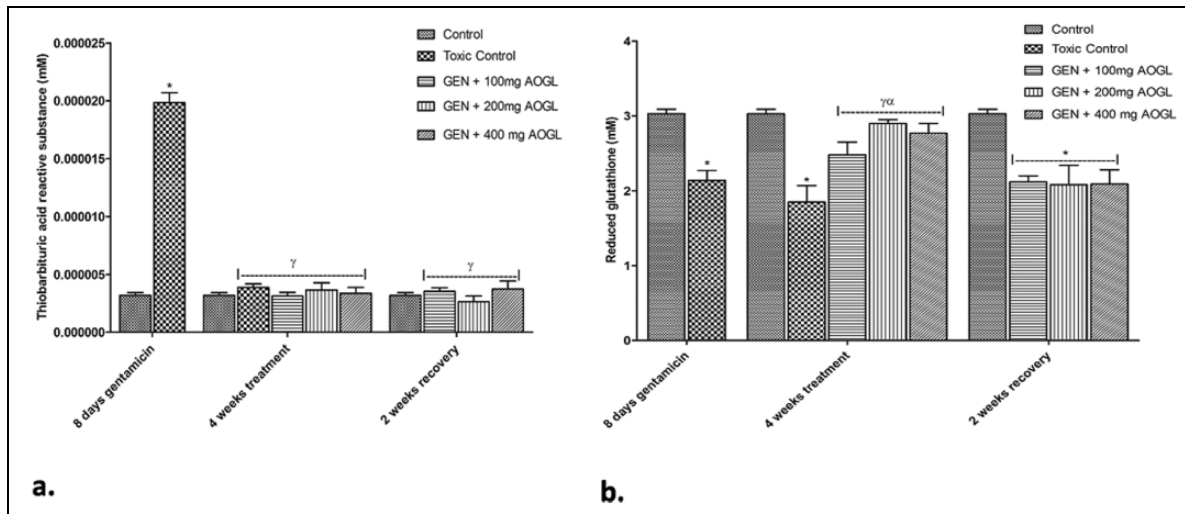 Thiobarbituric acid reactive substance (mM)
0.000025
0.000020
0.000015
0.000010
0.000005
0.000000
*
γ
γ
Control
Toxic Control
GEN + 100mg AOGL
GEN + 200mg AOGL
GEN + 400 mg AOGL
8 days gentamicin
4 weeks treatment
2 weeks recovery
a.
Reduced glutathione (mM)
4
3
2
1
0
*
*
γα
*
Control
Toxic Control
GEN + 100mg AOGL
GEN + 200mg AOGL
GEN + 400 mg AOGL
8 days gentamicin
4 weeks treatment
2 weeks recovery
b.